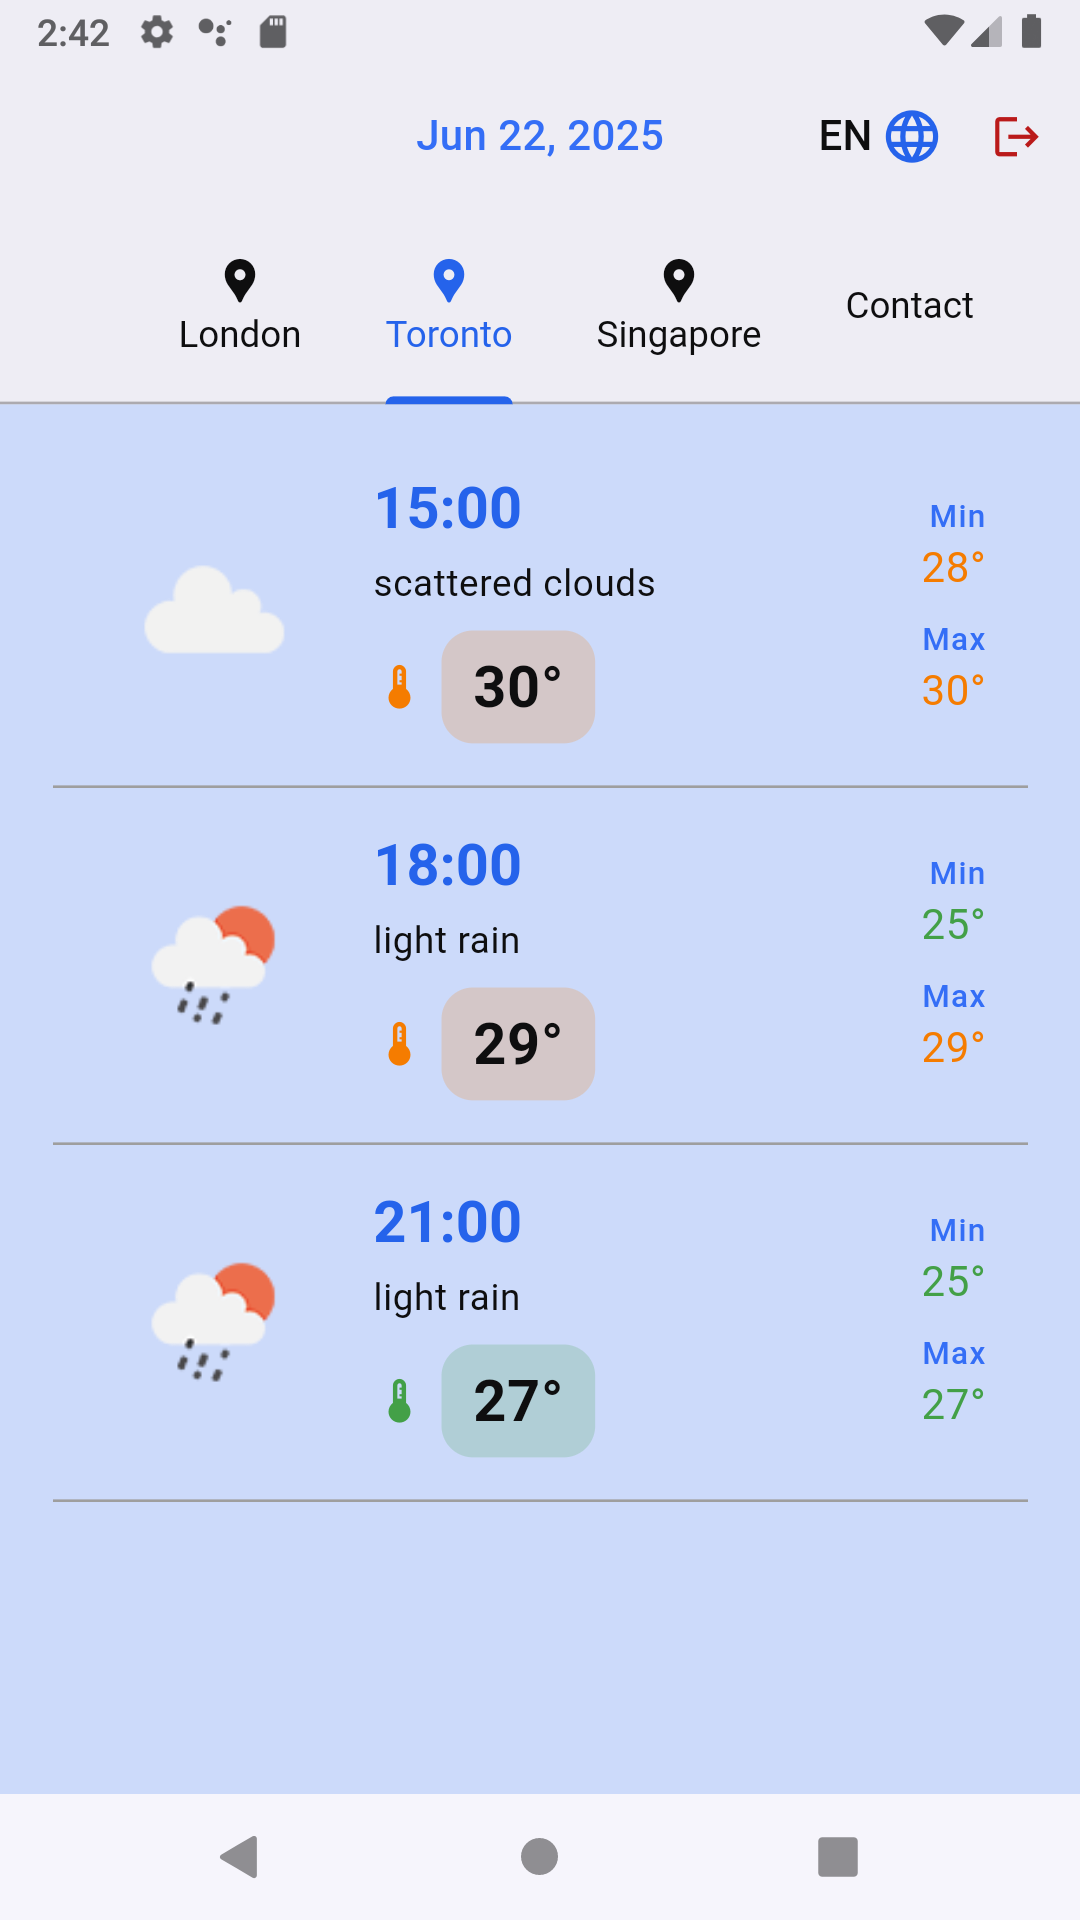 2:42
Jun 22, 2025
EN
London
Toronto
Singapore
Contact
15:00
scattered clouds
30°
Min
28°
Max
30°
18:00
light rain
29°
Min
25°
Max
29°
21:00
light rain
27°
Min
25°
Max
27°